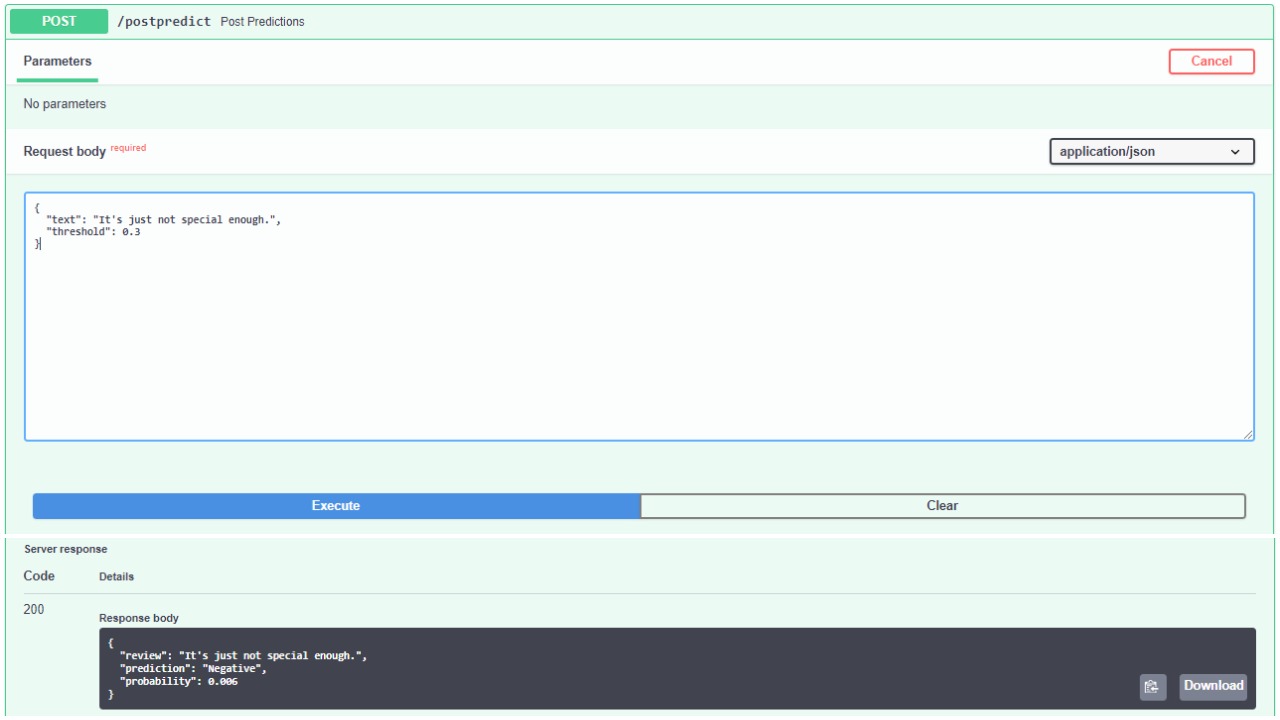 POST /postpredict Post Predictions
Parameters Cancel
No parameters
Request body required application/json
{
"text": "It's just not special enough.",
"threshold": 0.3
}
Execute Clear
Server response
Code Details
200
Response body
{
"review": "It's just not special enough.",
"prediction": "Negative",
"probability": 0.006
}
Download